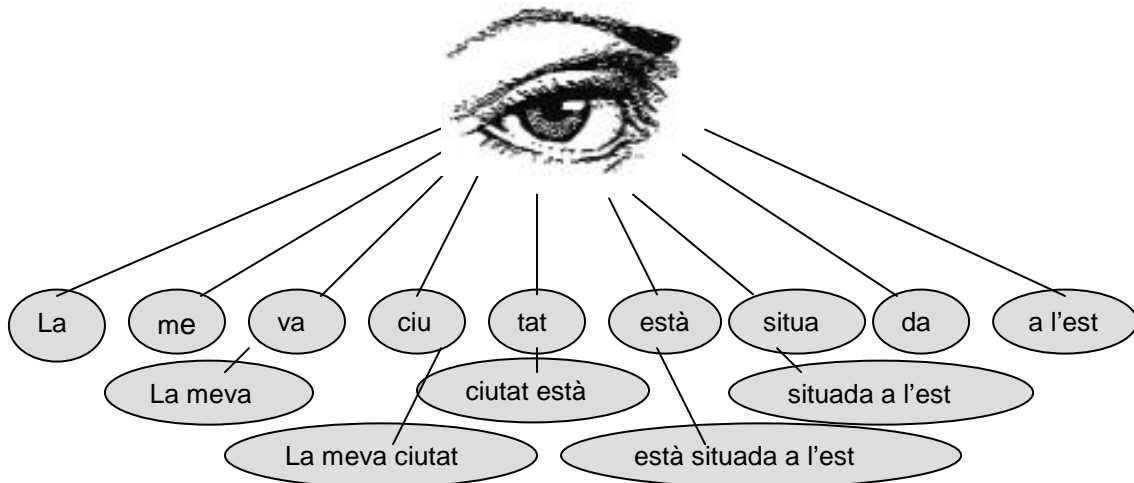 La me va ciu tat està situa da a l’est
La meva ciutat està situada a l’est
La meva ciutat està situada a l’est